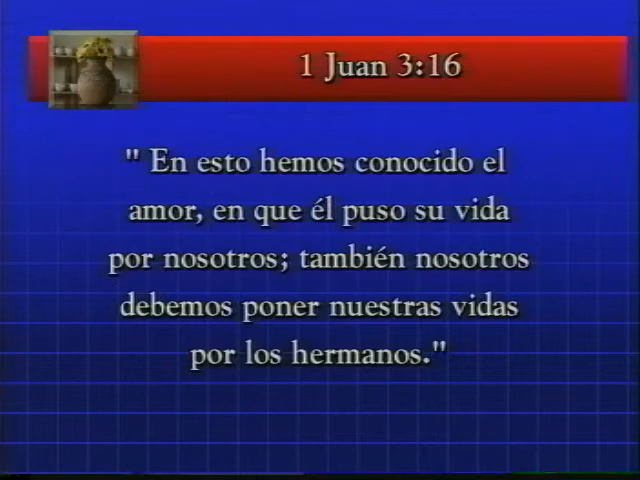 1 Juan 3:16
" En esto hemos conocido el
amor, en que él puso su vida
por nosotros; también nosotros
debemos poner nuestras vidas
por los hermanos."